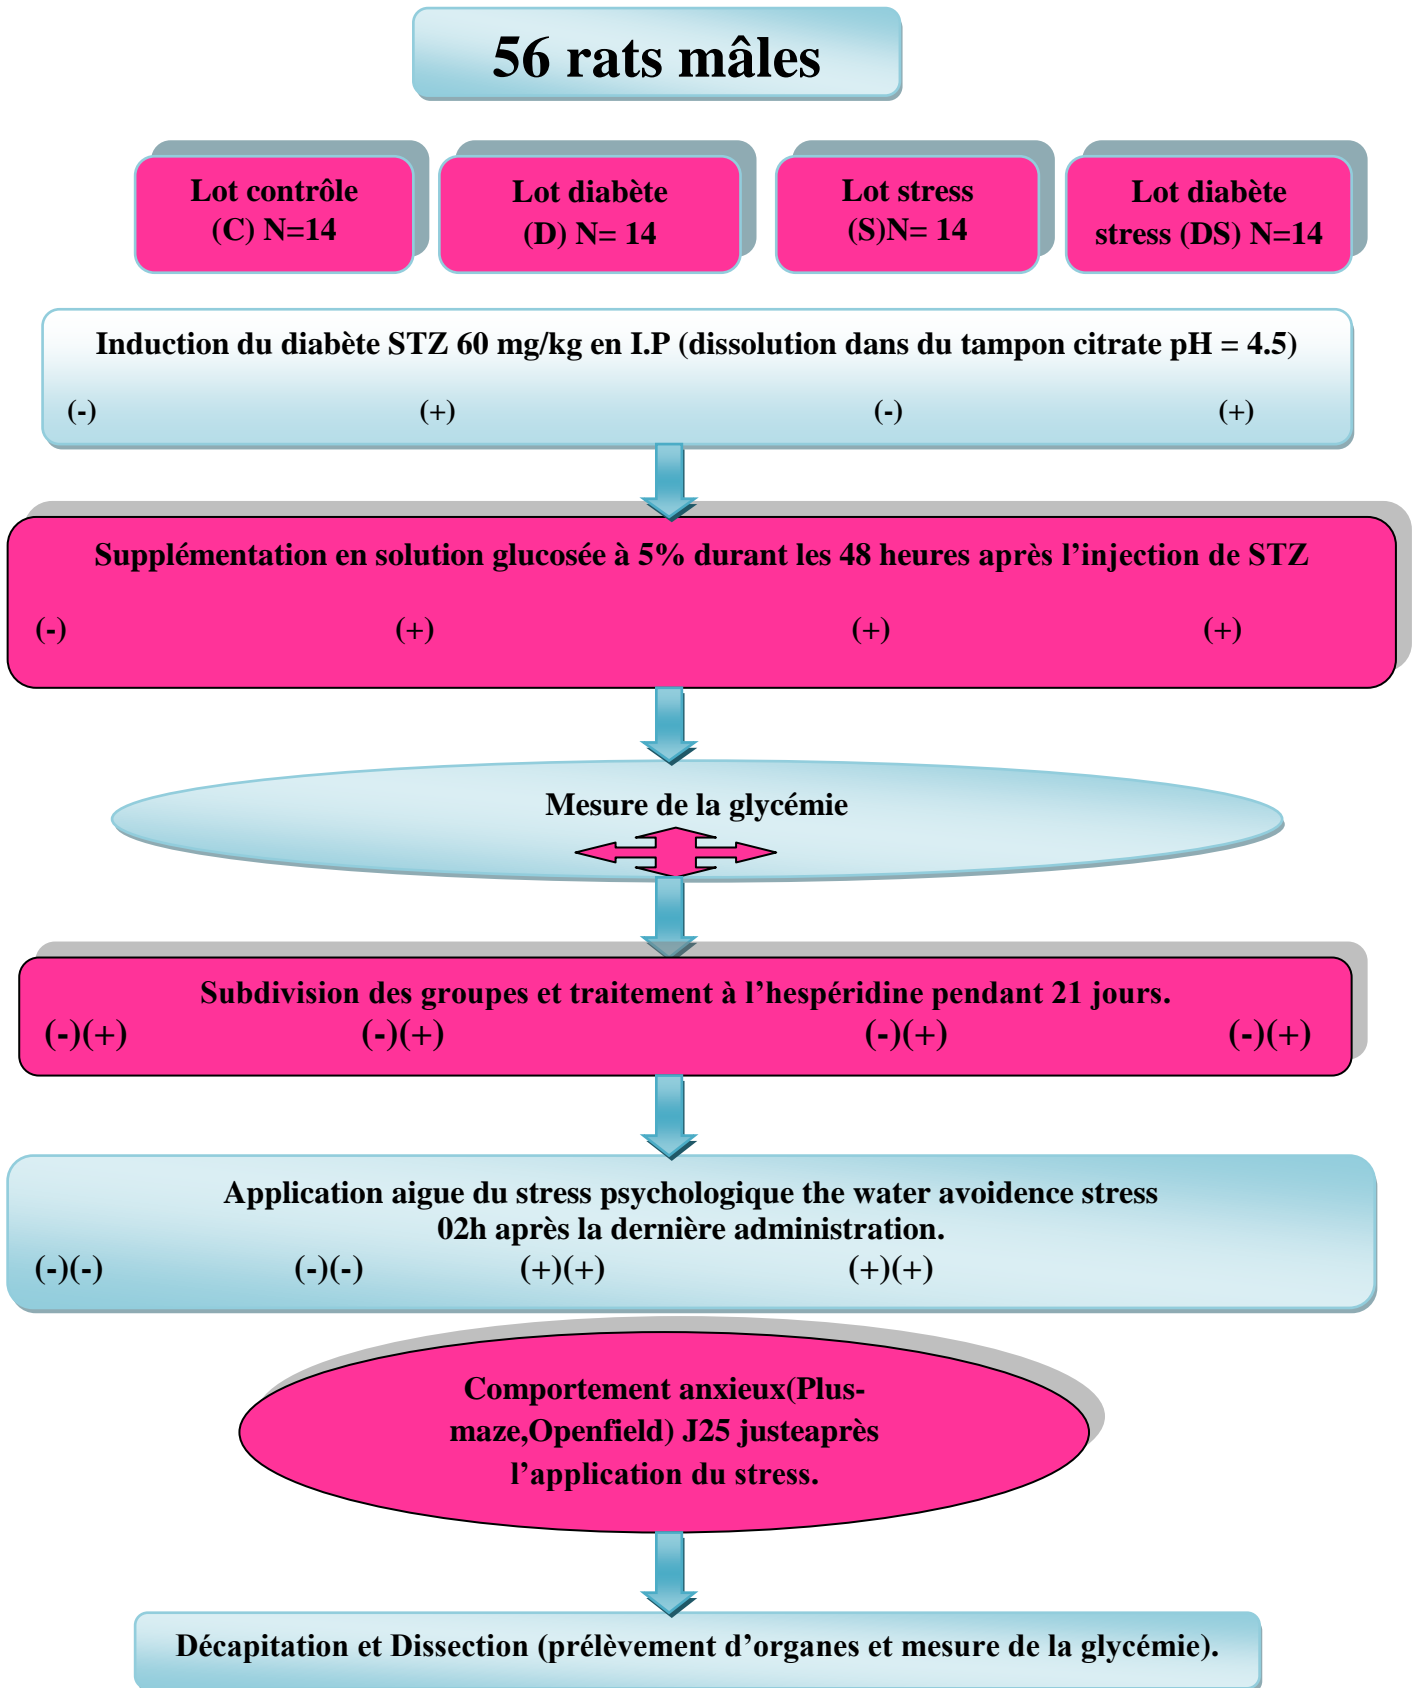 56 rats mâles
Lot contrôle
(C) N=14
Lot diabète
(D) N= 14
Lot stress
(S)N= 14
Lot diabète
stress (DS) N=14
Induction du diabète STZ 60 mg/kg en I.P (dissolution dans du tampon citrate pH = 4.5)
(-) (+) (-) (+)
Supplémentation en solution glucosée à 5% durant les 48 heures après l’injection de STZ
(-) (+) (+) (+)
Mesure de la glycémie
Subdivision des groupes et traitement à l’hespéridine pendant 21 jours.
(-)(+) (-)(+) (-)(+) (-)(+)
Application aigue du stress psychologique the water avoidence stress
02h après la dernière administration.
(-)(-) (-)(-) (+)(+) (+)(+)
Comportement anxieux(Plus-
maze,Openfield) J25 justeaprès
l’application du stress.
Décapitation et Dissection (prélèvement d’organes et mesure de la glycémie).